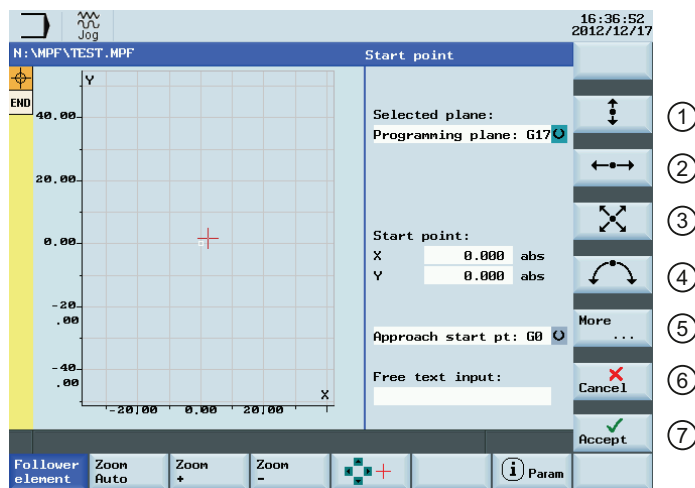 Jog
16:36:52
2012/12/17
N:\MPF\TEST.MPF
Start point
Y
END
40.00
20.00
0.00
-20
.00
-40
.00
X
-20.00 0.00 20.00
Selected plane:
Programming plane: G17
Start point:
X 0.000 abs
Y 0.000 abs
Approach start pt: G0
Free text input:
1
2
3
4
More
...
5
Cancel
6
Accept
7
Follower
element
Zoom
Auto
Zoom
+
Zoom
-
i Param